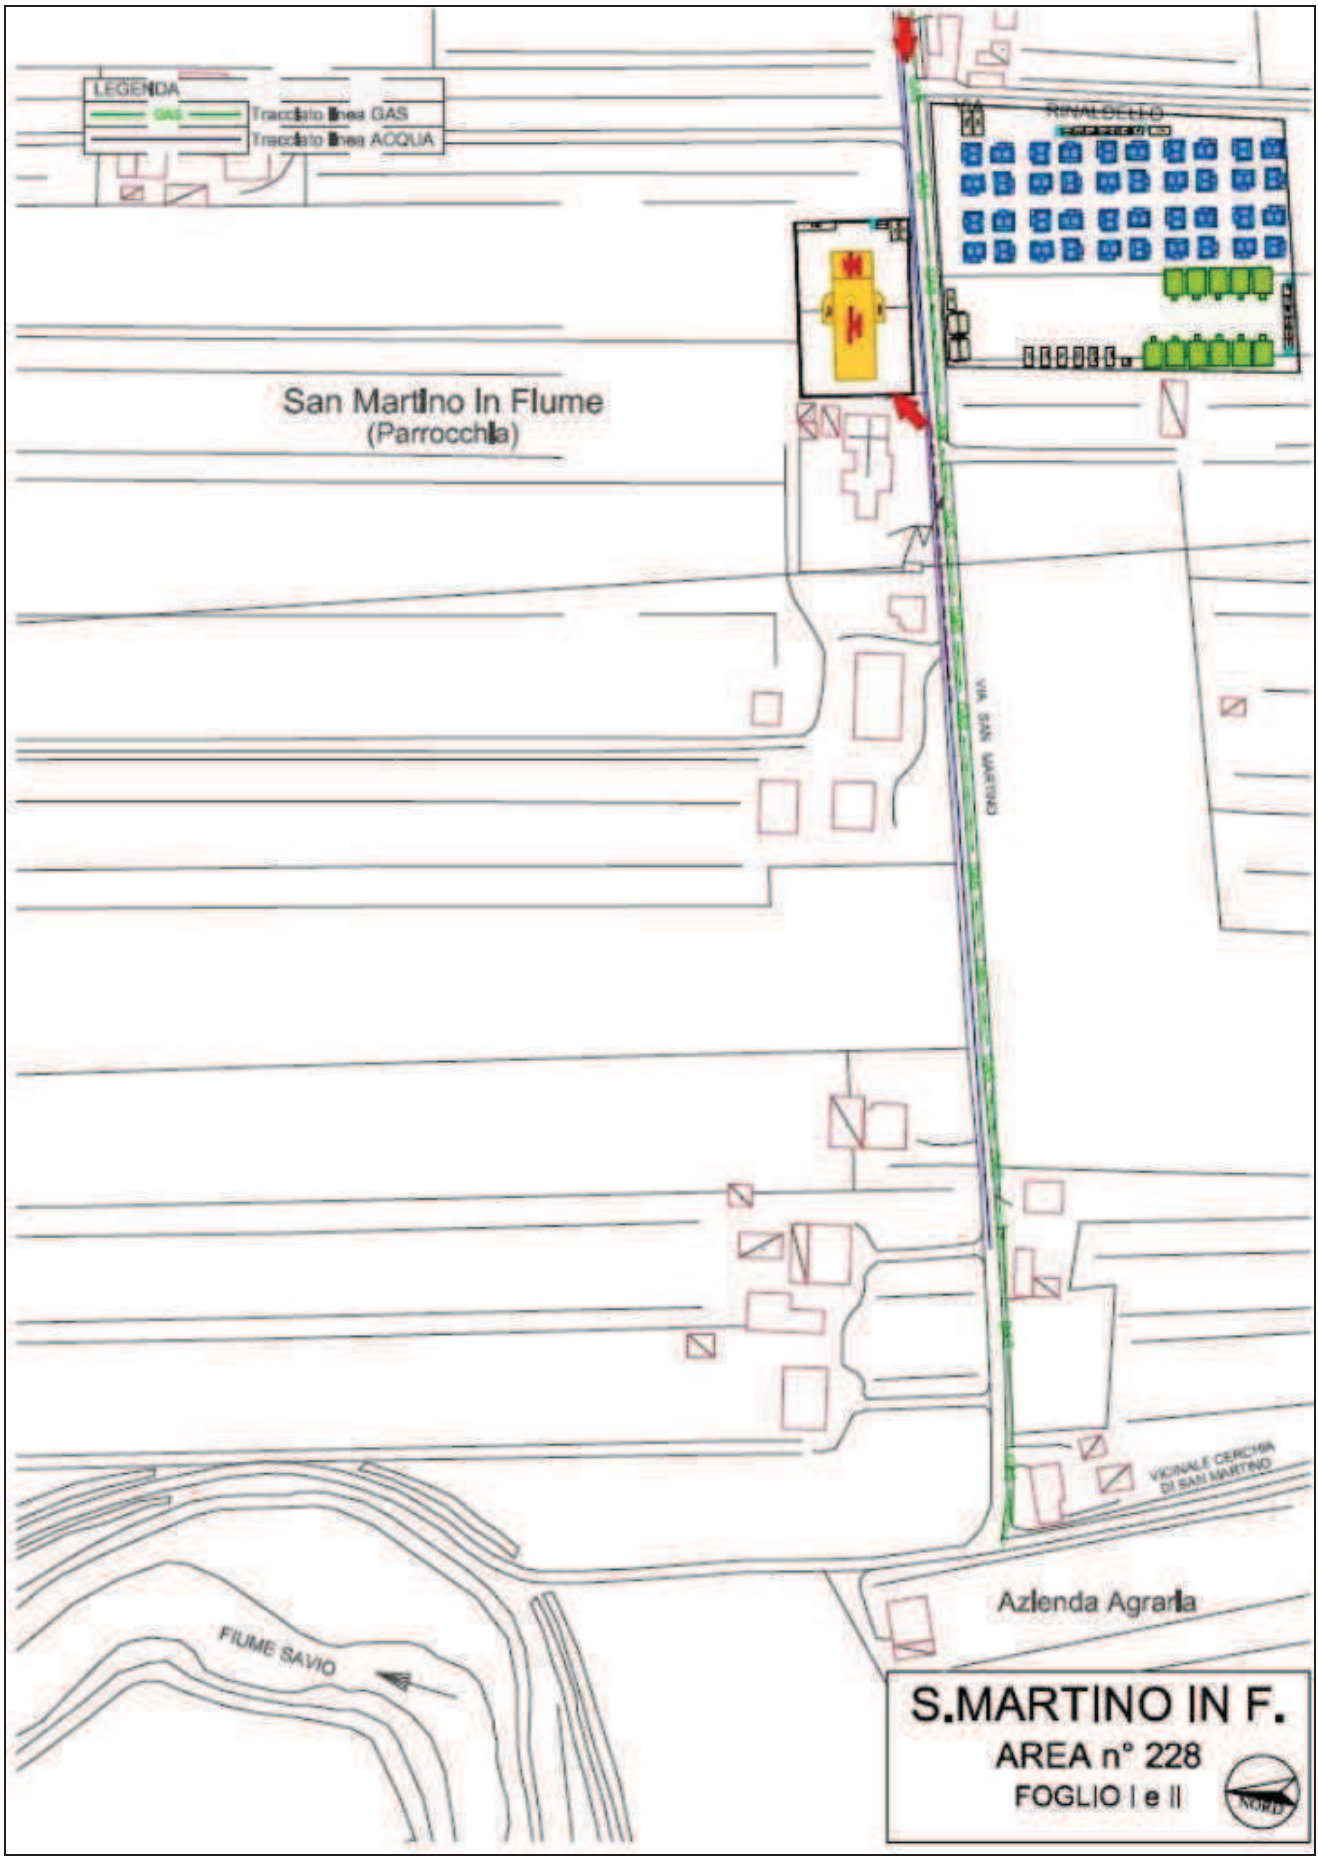 LEGENDA
GAS
Tracciato linea GAS
Tracciato linea ACQUA
VIA RINALDELLO
San Martino In Fiume
(Parrocchia)
VIA SAN MARTINO
VICINALE CERCHIA
DI SAN MARTINO
Azienda Agraria
FIUME SAVIO
S.MARTINO IN F.
AREA n° 228
FOGLIO I e II
NORD